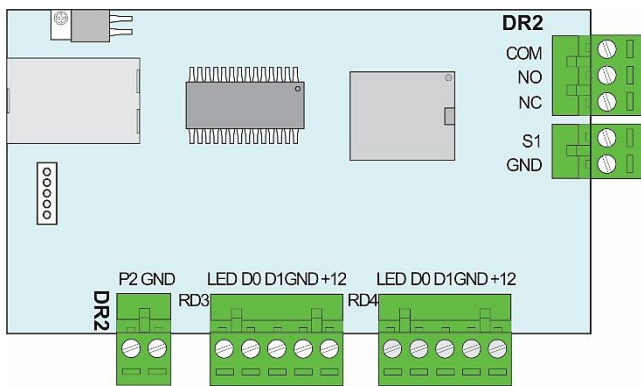 DR2
COM
NO
NC
S1
GND
P2 GND
DR2
RD3
LED D0 D1 GND +12
RD4
LED D0 D1 GND +12